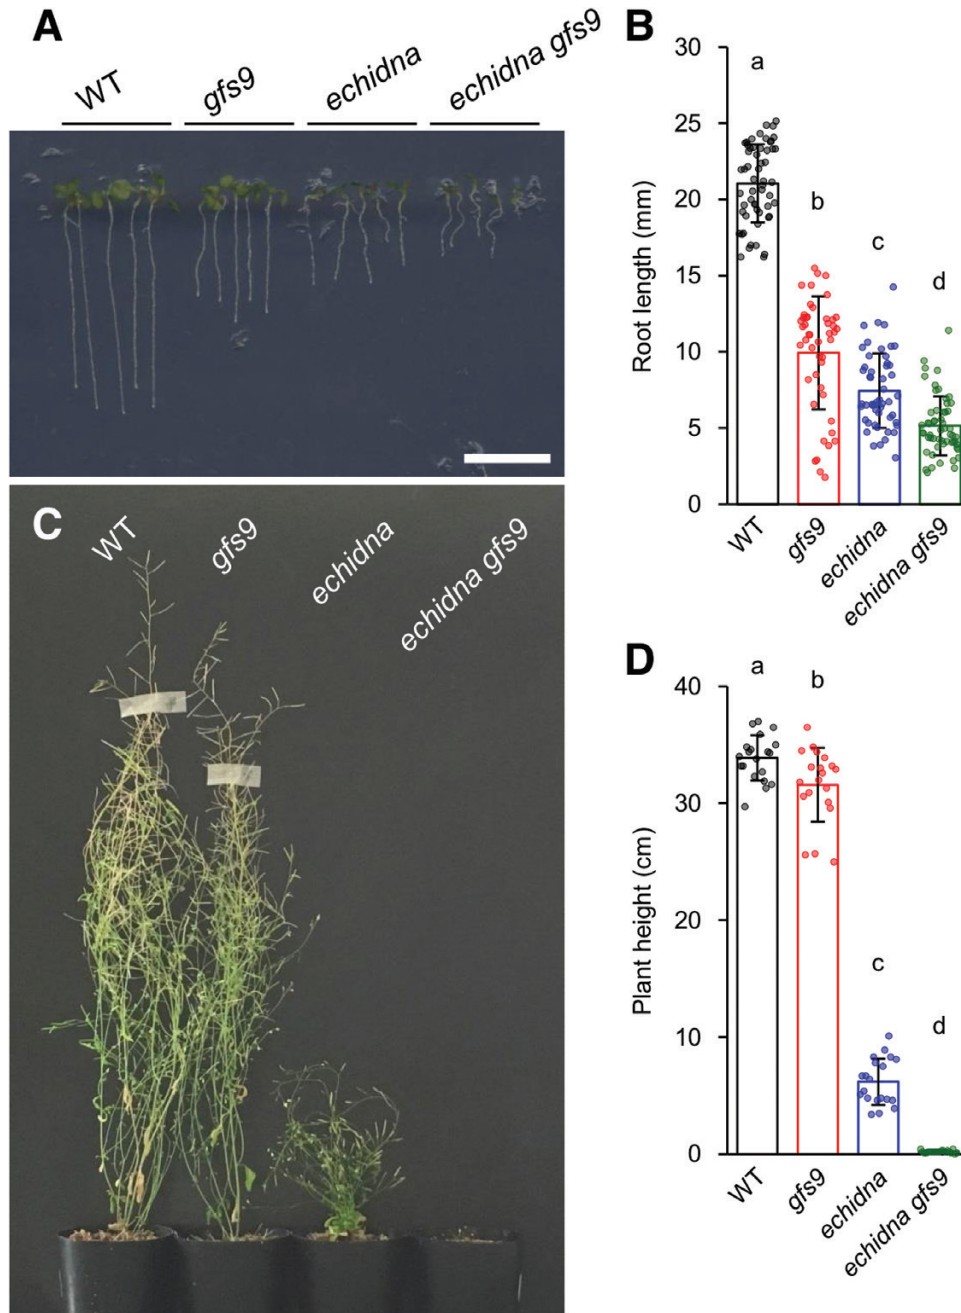 A
WT
gfs9
echidna
echidna gfs9
B
30
25
20
15
10
5
0
Root length (mm)
a
b
c
d
WT
gfs9
echidna
echidna gfs9
C
WT
gfs9
echidna
echidna gfs9
D
40
30
20
10
0
Plant height (cm)
a
b
c
d
WT
gfs9
echidna
echidna gfs9